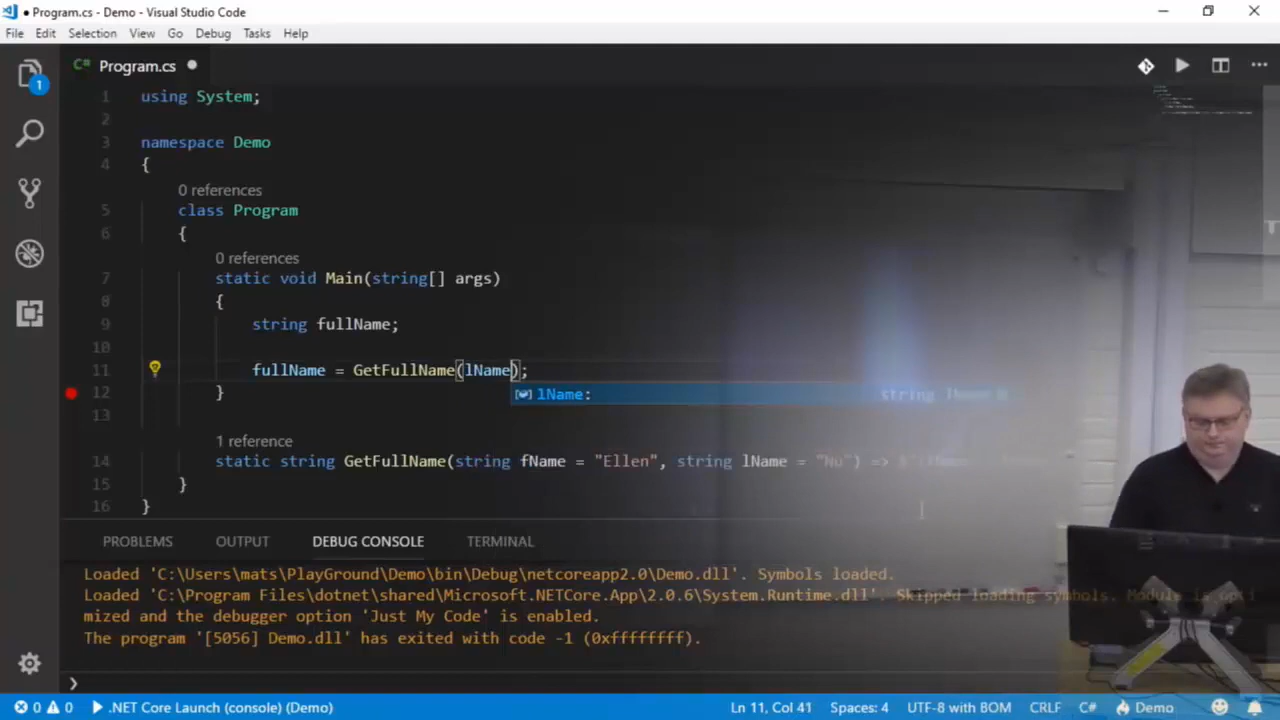 ● Program.cs - Demo - Visual Studio Code
File Edit Selection View Go Debug Tasks Help
1
C# Program.cs ●
1 using System;
2
3 namespace Demo
4 {
0 references
5 class Program
6 {
0 references
7 static void Main(string[] args)
8 {
9 string fullName;
10
11 fullName = GetFullName(lName);
lName: string
12 }
13
1 reference
14 static string GetFullName(string fName = "Ellen", string lName = "Nu") =>
15 }
16 }
PROBLEMS OUTPUT DEBUG CONSOLE TERMINAL
Loaded 'C:\Users\mats\PlayGround\Demo\bin\Debug\netcoreapp2.0\Demo.dll'. Symbols loaded.
Loaded 'C:\Program Files\dotnet\shared\Microsoft.NETCore.App\2.0.6\System.Runtime.dll'. Skipped loading symbols. Module is opti
mized and the debugger option 'Just My Code' is enabled.
The program '[5056] Demo.dll' has exited with code -1 (0xffffffff).
❯
0 0 .NET Core Launch (console) (Demo) Ln 11, Col 41 Spaces: 4 UTF-8 with BOM CRLF C# Demo